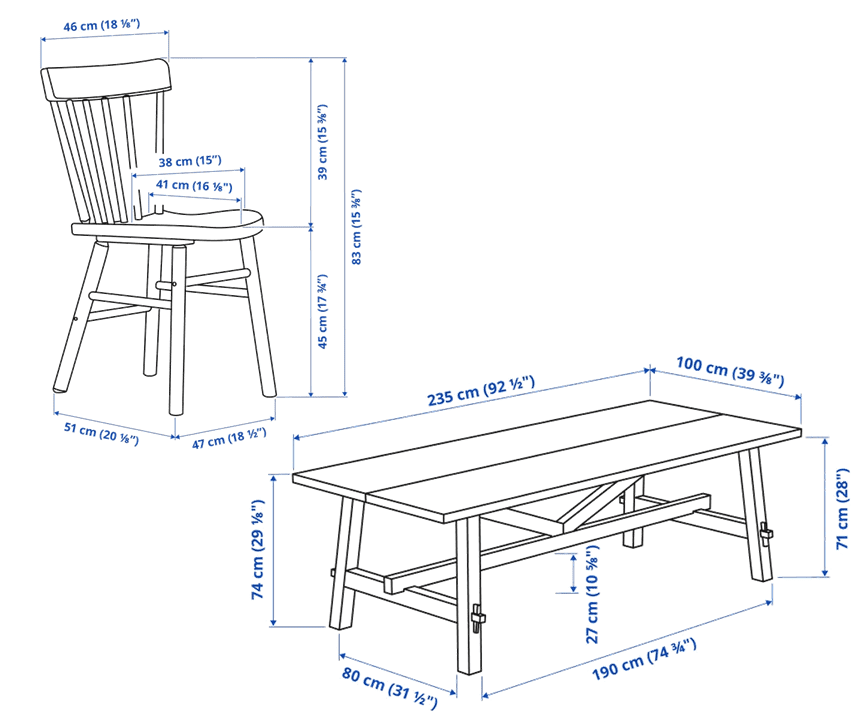 46 cm (18 ⅛")
39 cm (15 ⅜")
38 cm (15")
41 cm (16 ⅛")
83 cm (15 ⅜")
45 cm (17 ¾")
51 cm (20 ⅛")
47 cm (18 ½")
235 cm (92 ½")
100 cm (39 ⅜")
74 cm (29 ⅛")
71 cm (28")
27 cm (10 ⅝")
80 cm (31 ½")
190 cm (74 ¾")